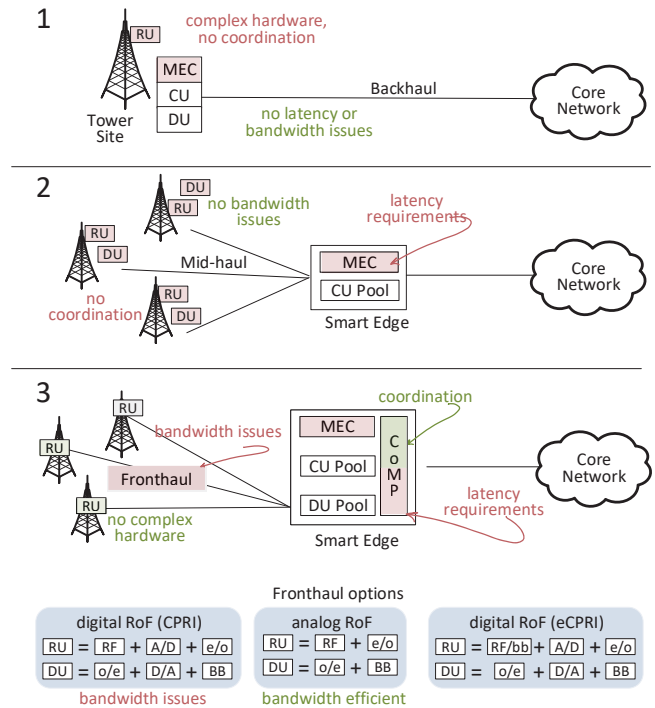 1
complex hardware,
no coordination
RU
MEC
CU
DU
Tower
Site
Backhaul
no latency or
bandwidth issues
Core
Network
2
DU
RU
no bandwidth
issues
latency
requirements
RU
DU
Mid-haul
MEC
CU Pool
Smart Edge
Core
Network
no
coordination
RU
DU
3
RU
coordination
bandwidth issues
RU
MEC
CoMP
Fronthaul
CU Pool
Core
Network
RU
DU Pool
no complex
hardware
latency
requirements
Smart Edge
Fronthaul options
digital RoF (CPRI)
RU = RF + A/D + e/o
DU = o/e + D/A + BB
bandwidth issues
analog RoF
RU = RF + e/o
DU = o/e + BB
bandwidth efficient
digital RoF (eCPRI)
RU = RF/bb + A/D + e/o
DU = o/e + D/A + BB